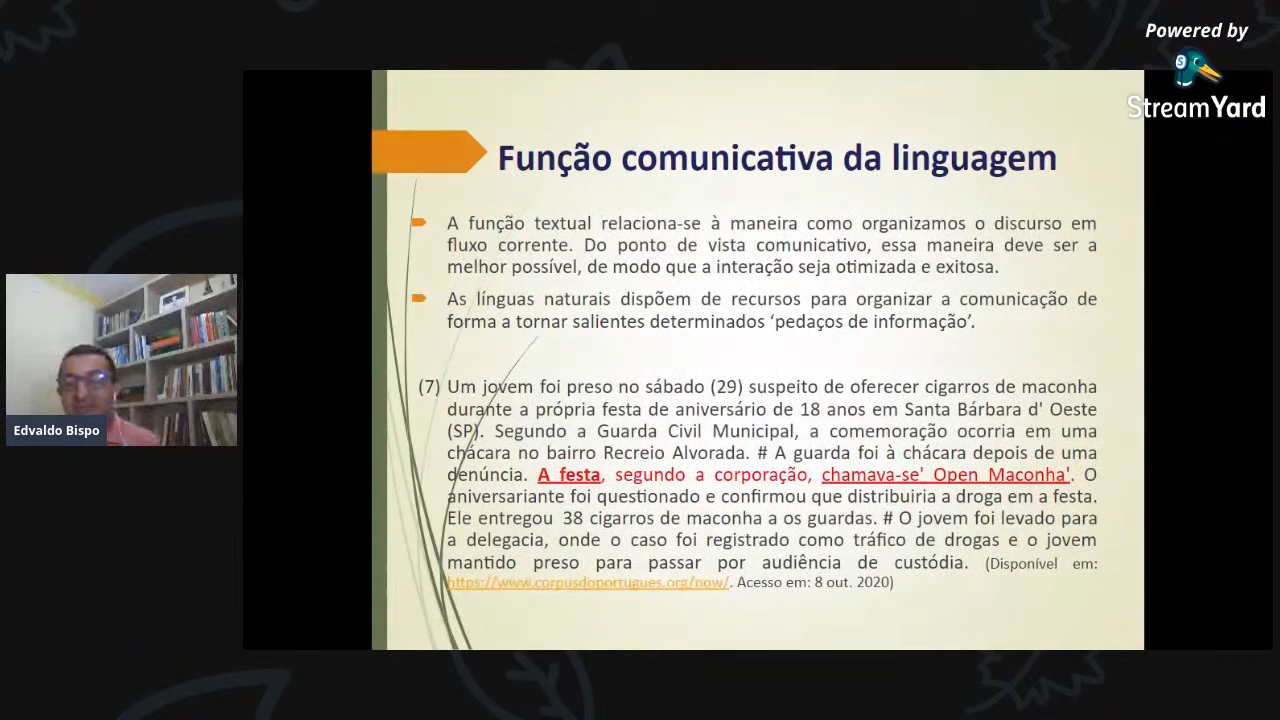 Powered by
StreamYard
Função comunicativa da linguagem
A função textual relaciona-se à maneira como organizamos o discurso em
fluxo corrente. Do ponto de vista comunicativo, essa maneira deve ser a
melhor possível, de modo que a interação seja otimizada e exitosa.
As línguas naturais dispõem de recursos para organizar a comunicação de
forma a tornar salientes determinados ‘pedaços de informação’.
(7) Um jovem foi preso no sábado (29) suspeito de oferecer cigarros de maconha
durante a própria festa de aniversário de 18 anos em Santa Bárbara d' Oeste
(SP). Segundo a Guarda Civil Municipal, a comemoração ocorria em uma
chácara no bairro Recreio Alvorada. # A guarda foi à chácara depois de uma
denúncia. A festa, segundo a corporação, chamava-se' Open Maconha'. O
aniversariante foi questionado e confirmou que distribuiria a droga em a festa.
Ele entregou 38 cigarros de maconha a os guardas. # O jovem foi levado para
a delegacia, onde o caso foi registrado como tráfico de drogas e o jovem
mantido preso para passar por audiência de custódia. (Disponível em:
https://www.corpusdoportugues.org/now/. Acesso em: 8 out. 2020)
Edvaldo Bispo